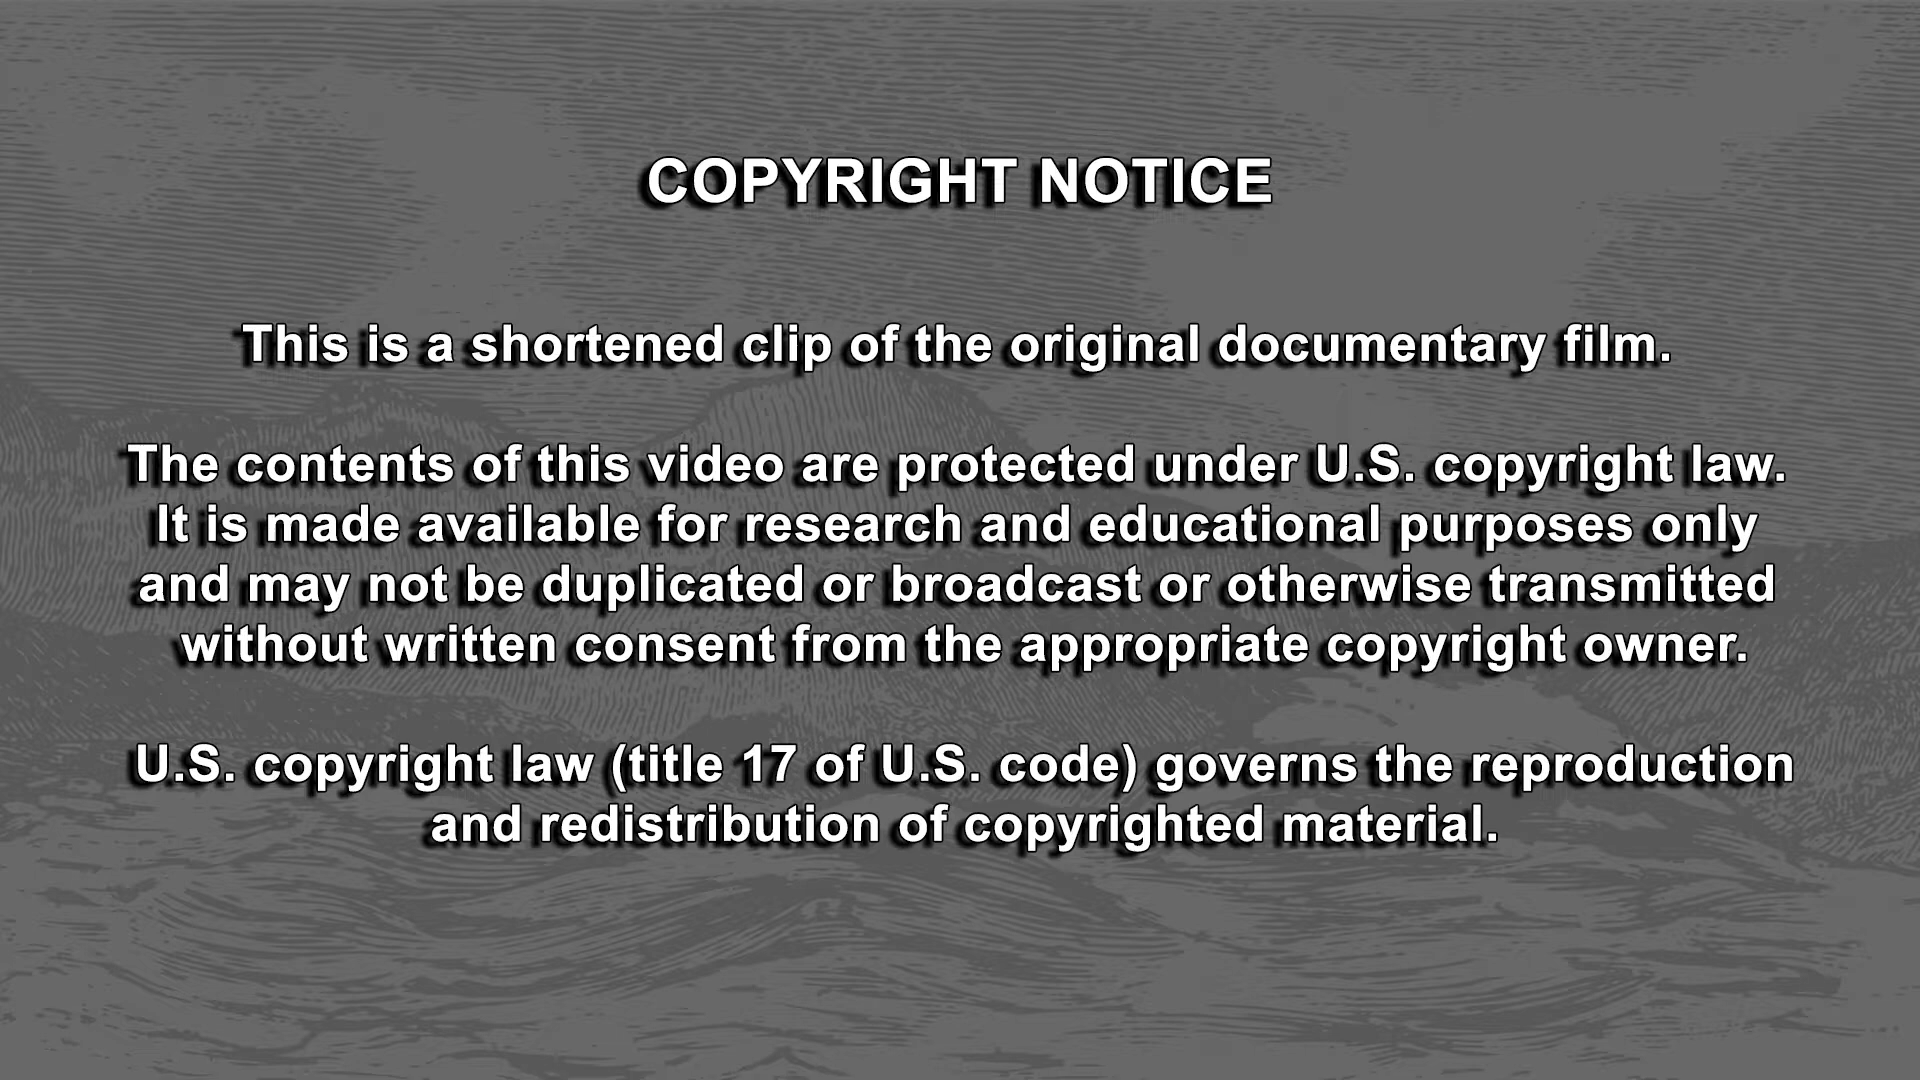 COPYRIGHT NOTICE
This is a shortened clip of the original documentary film.
The contents of this video are protected under U.S. copyright law.
It is made available for research and educational purposes only
and may not be duplicated or broadcast or otherwise transmitted
without written consent from the appropriate copyright owner.
U.S. copyright law (title 17 of U.S. code) governs the reproduction
and redistribution of copyrighted material.